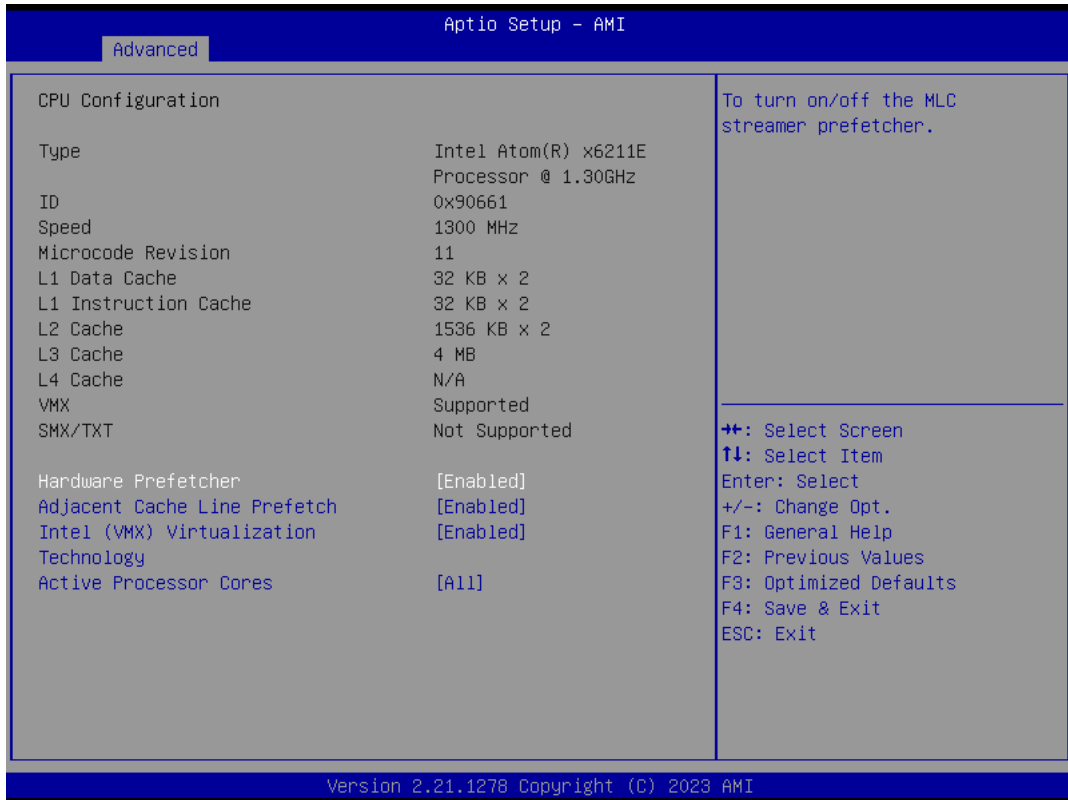 Aptio Setup – AMI
Advanced
CPU Configuration
Type Intel Atom(R) x6211E
Processor @ 1.30GHz
ID 0x90661
Speed 1300 MHz
Microcode Revision 11
L1 Data Cache 32 KB x 2
L1 Instruction Cache 32 KB x 2
L2 Cache 1536 KB x 2
L3 Cache 4 MB
L4 Cache N/A
VMX Supported
SMX/TXT Not Supported
Hardware Prefetcher [Enabled]
Adjacent Cache Line Prefetch [Enabled]
Intel (VMX) Virtualization [Enabled]
Technology
Active Processor Cores [All]
To turn on/off the MLC
streamer prefetcher.
→←: Select Screen
↑↓: Select Item
Enter: Select
+/-: Change Opt.
F1: General Help
F2: Previous Values
F3: Optimized Defaults
F4: Save & Exit
ESC: Exit
Version 2.21.1278 Copyright (C) 2023 AMI